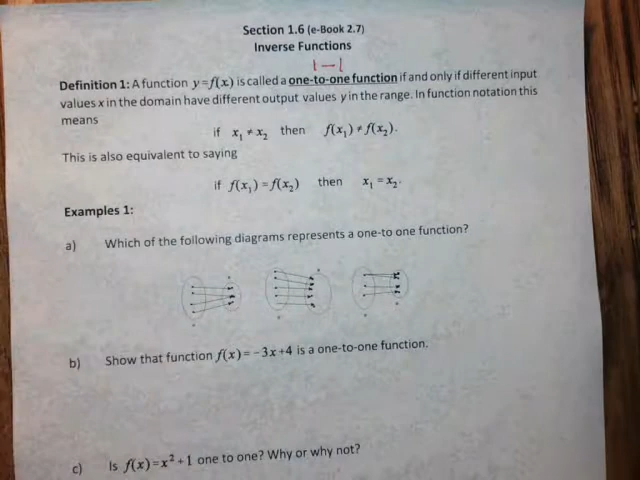 Section 1.6 (e-Book 2.7)
Inverse Functions
1-1
Definition 1: A function y=f(x) is called a one-to-one function if and only if different input
values x in the domain have different output values y in the range. In function notation this
means
if x₁ ≠ x₂ then f(x₁) ≠ f(x₂).
This is also equivalent to saying
if f(x₁) = f(x₂) then x₁ = x₂.
Examples 1:
a) Which of the following diagrams represents a one-to one function?
b) Show that function f(x) = -3x+4 is a one-to-one function.
c) Is f(x)=x²+1 one to one? Why or why not?